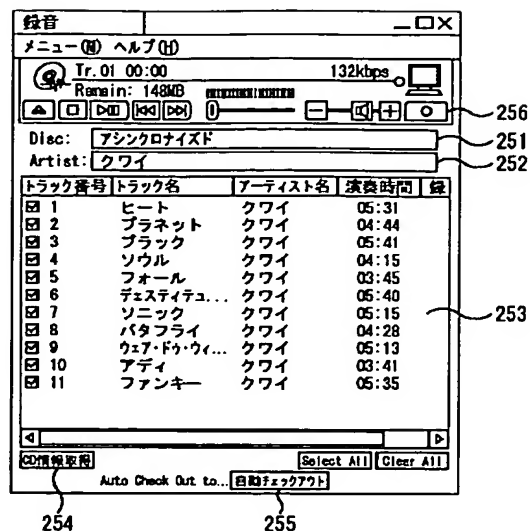 録音
メニュー(N) ヘルプ(H)
Tr.01 00:00 132kbps
Remain: 148MB
256
Disc: アシンクロナイズド 251
Artist: クワイ 252
トラック番号 トラック名 アーティスト名 演奏時間 録
1 ヒート クワイ 05:31
2 プラネット クワイ 04:44
3 ブラック クワイ 05:41
4 ソウル クワイ 04:15
5 フォール クワイ 03:45
6 デェスティテュ... クワイ 05:40
7 ソニック クワイ 05:15
253
8 バタフライ クワイ 04:28
9 ウェア・ドゥ・ウィ... クワイ 05:13
10 アディ クワイ 03:41
11 ファンキー クワイ 05:35
CD情報取得 Select All Clear All
Auto Check Out to... 自動チェックアウト
254 255